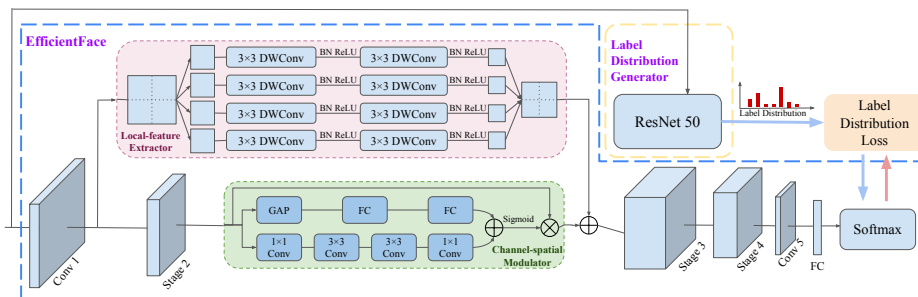 EfficientFace
3×3 DWConv
BN ReLU
3×3 DWConv
BN ReLU
3×3 DWConv
BN ReLU
3×3 DWConv
BN ReLU
3×3 DWConv
BN ReLU
3×3 DWConv
BN ReLU
3×3 DWConv
BN ReLU
3×3 DWConv
BN ReLU
Local-feature
Extractor
Label
Distribution
Generator
ResNet 50
Label Distribution
Label
Distribution
Loss
Conv 1
Stage 2
GAP
FC
FC
Sigmoid
1×1
Conv
3×3
Conv
3×3
Conv
1×1
Conv
Channel-spatial
Modulator
Stage 3
Stage 4
Conv 5
FC
Softmax